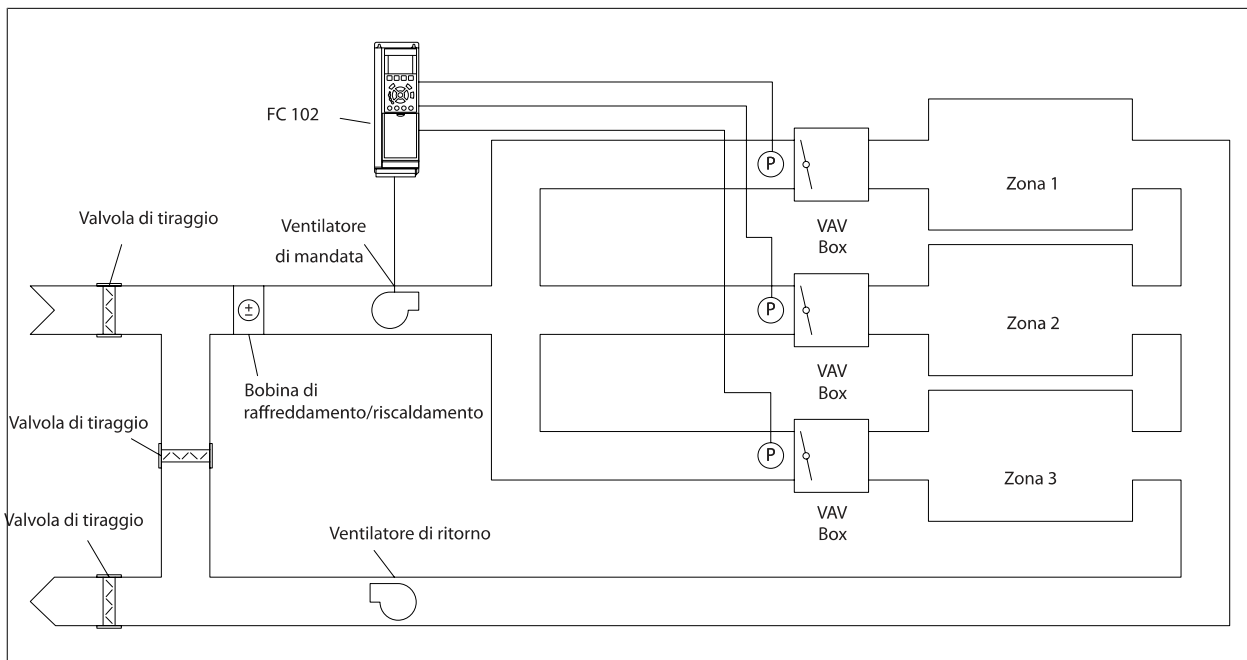 FC 102
Valvola di tiraggio
Ventilatore
di mandata
P
Zona 1
VAV
Box
±
P
Zona 2
VAV
Box
Bobina di
raffreddamento/riscaldamento
Valvola di tiraggio
P
Zona 3
VAV
Box
Valvola di tiraggio
Ventilatore di ritorno